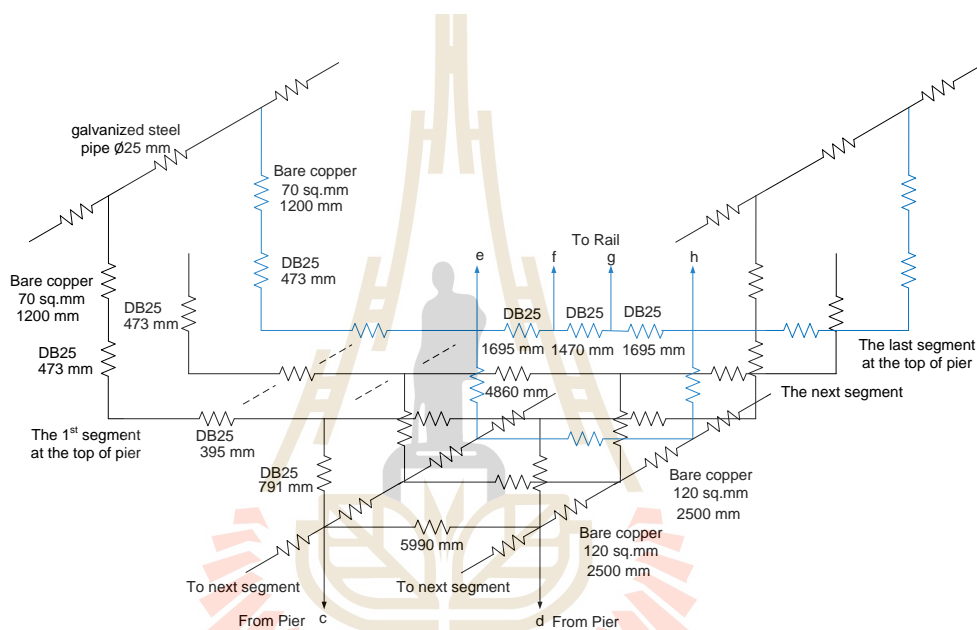 galvanized steel
pipe Ø25 mm
Bare copper
70 sq.mm
1200 mm
To Rail
e
f
g
h
DB25
473 mm
Bare copper
70 sq.mm
1200 mm
DB25
473 mm
DB25
1695 mm
DB25
1470 mm
DB25
1695 mm
The last segment
at the top of pier
DB25
473 mm
4860 mm
The next segment
The 1st segment
at the top of pier
DB25
395 mm
DB25
791 mm
Bare copper
120 sq.mm
2500 mm
5990 mm
Bare copper
120 sq.mm
2500 mm
To next segment
To next segment
From Pier
c
d
From Pier